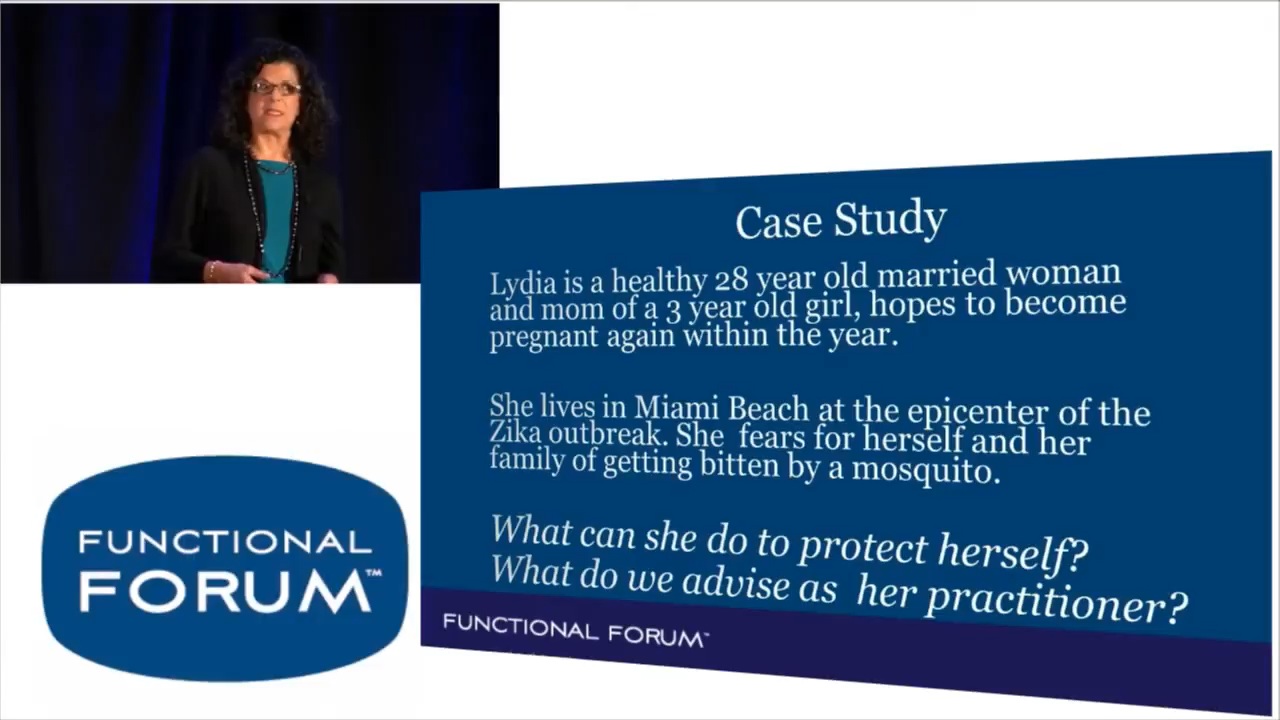 Case Study
Lydia is a healthy 28 year old married woman
and mom of a 3 year old girl, hopes to become
pregnant again within the year.
She lives in Miami Beach at the epicenter of the
Zika outbreak. She fears for herself and her
family of getting bitten by a mosquito.
What can she do to protect herself?
What do we advise as her practitioner?
FUNCTIONAL FORUM™
FUNCTIONAL
FORUM™